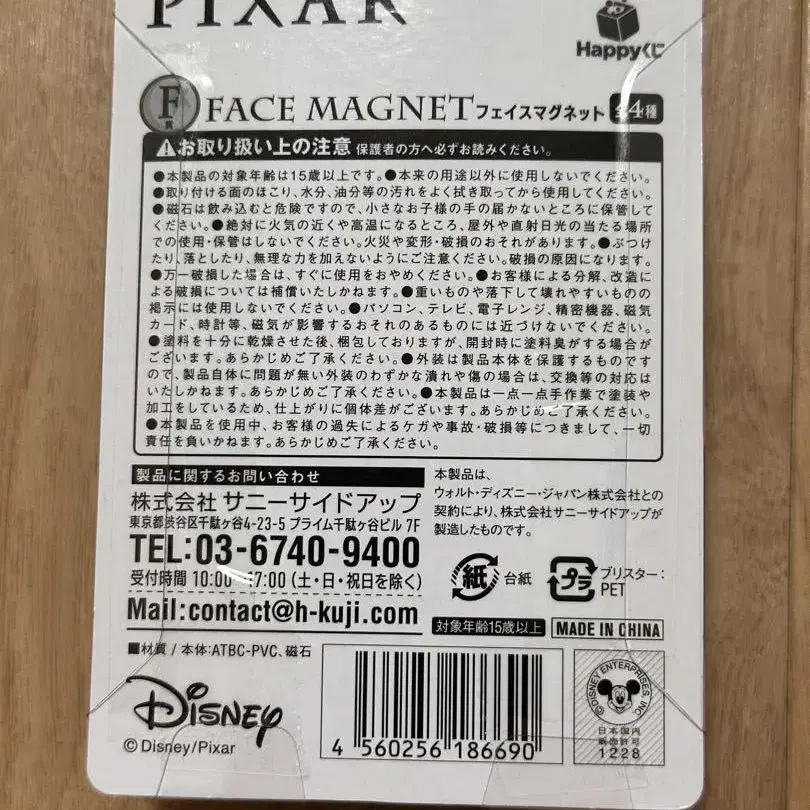 PIXAR
Happyくじ
F賞 FACE MAGNET フェイスマグネット 全4種
お取り扱い上の注意 保護者の方へ必ずお読みください。
●本製品の対象年齢は15歳以上です。●本来の用途以外に使用しないでください。
●取り付ける面のほこり、水分、油分等の汚れをよく拭き取ってから使用してください。
●磁石は飲み込むと危険ですので、小さなお子様の手の届かないところに保管して
ください。●絶対に火気の近くや高温になるところ、屋外や直射日光の当たる場所
での使用・保管はしないでください。火災や変形・破損のおそれがあります。●ぶつけ
たり、落としたり、無理な力を加えないようにご注意ください。破損の原因になります。
●万一破損した場合は、すぐに使用をおやめください。●お客様による分解、改造に
よる破損については補償いたしかねます。●重いものや落下して壊れやすいものの
掲示には使用しないでください。●パソコン、テレビ、電子レンジ、精密機器、磁気
カード、時計等、磁気が影響するおそれのあるものには近づけないでください。
●塗料を十分に乾燥させた後、梱包しておりますが、開封時に塗料臭がする場合が
ございます。あらかじめご了承ください。●外装は製品本体を保護するものです
ので、製品自体に問題が無い外装のわずかな潰れや傷の場合は、交換等の対応は
いたしかねます。あらかじめご了承ください。●本製品は一点一点手作業で塗装や
加工をしているため、仕上がりに個体差がございます。あらかじめご了承ください。
●本製品を使用中、お客様の過失によるケガや事故・破損等につきまして、一切
責任を負いかねます。あらかじめご了承ください。
製品に関するお問い合わせ
株式会社 サニーサイドアップ
東京都渋谷区千駄ヶ谷4-23-5 プライム千駄ヶ谷ビル 7F
TEL:03-6740-9400
受付時間 10:00-17:00 (土・日・祝日を除く)
Mail:contact@h-kuji.com
本製品は、
ウォルト・ディズニー・ジャパン株式会社との
契約により、株式会社サニーサイドアップが
製造したものです。
紙 台紙
プラ ブリスター:
PET
対象年齢15歳以上 MADE IN CHINA
■材質 / 本体:ATBC-PVC、磁石
Disney
©Disney/Pixar
4 560256 186690
©DISNEY ENTERPRISES, INC.
日本国内
販売許可
1228